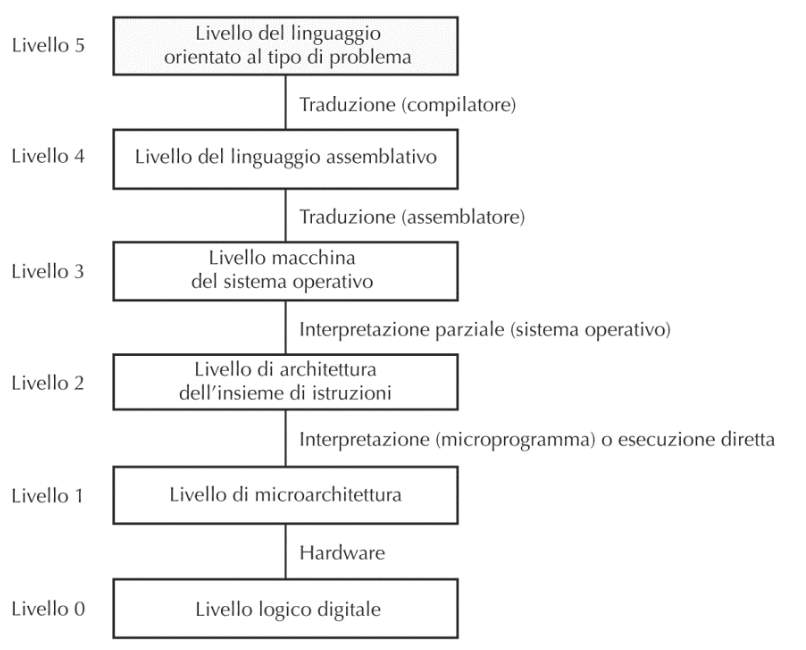 Livello 5
Livello del linguaggio
orientato al tipo di problema
Traduzione (compilatore)
Livello 4
Livello del linguaggio assemblativo
Traduzione (assemblatore)
Livello 3
Livello macchina
del sistema operativo
Interpretazione parziale (sistema operativo)
Livello 2
Livello di architettura
dell'insieme di istruzioni
Interpretazione (microprogramma) o esecuzione diretta
Livello 1
Livello di microarchitettura
Hardware
Livello 0
Livello logico digitale